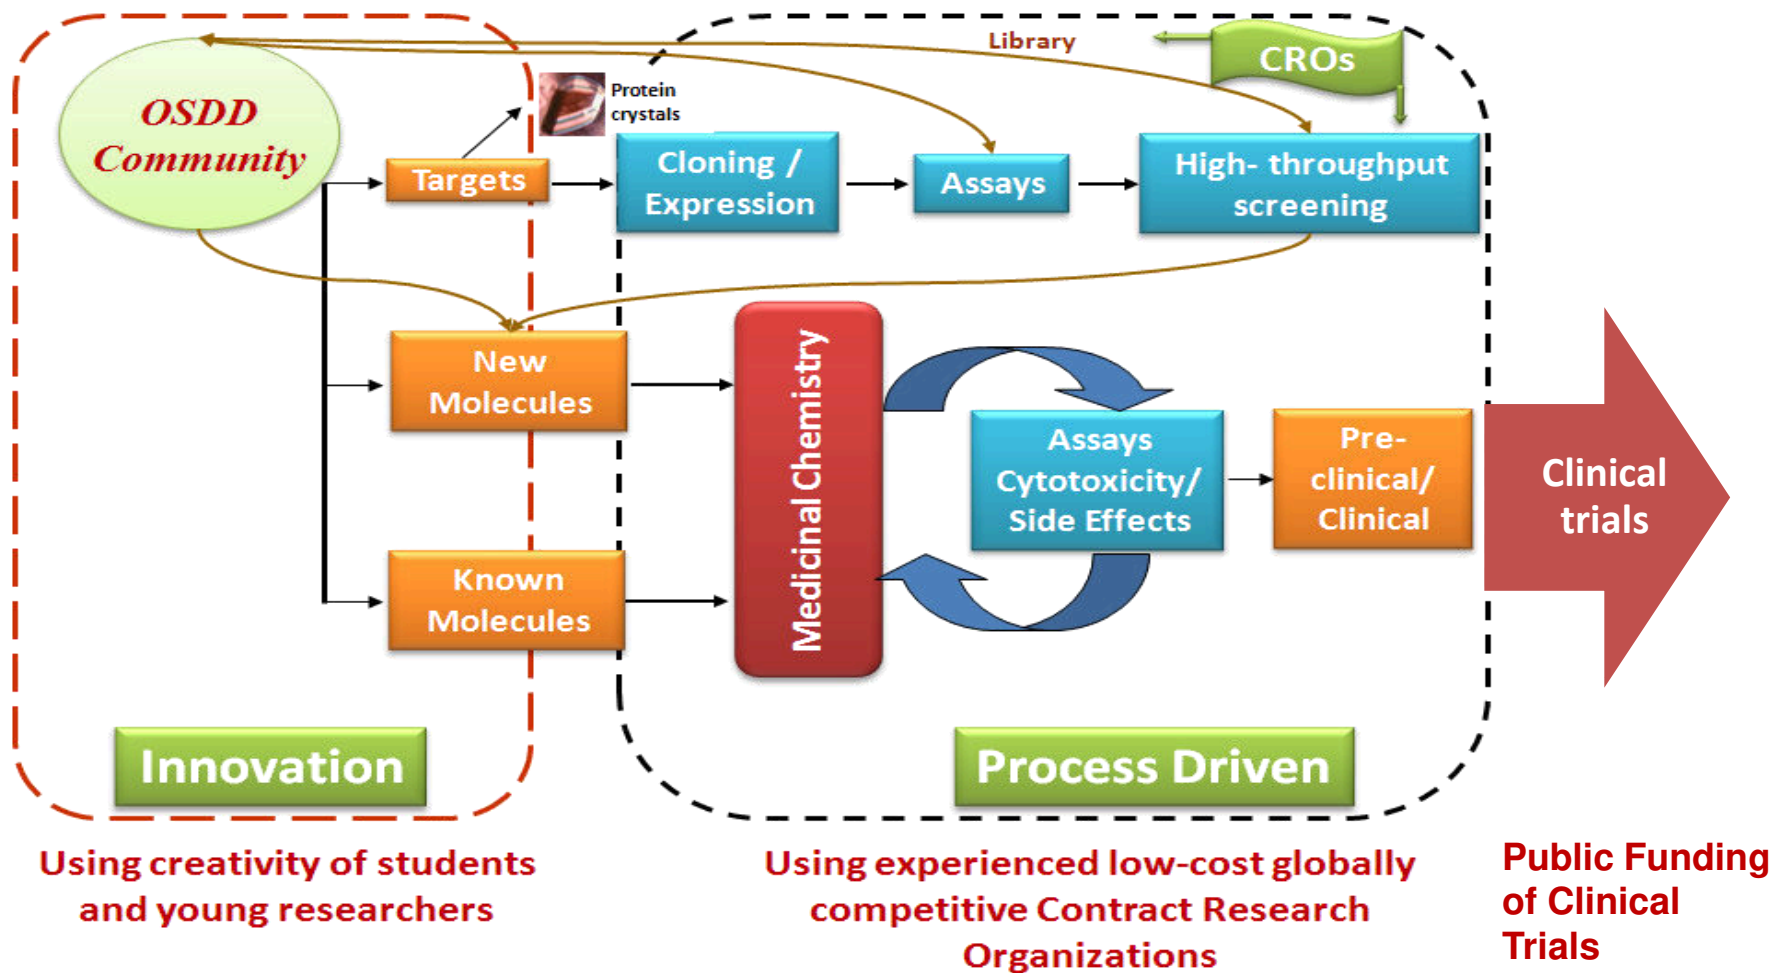 Library
CROs
OSDD
Community
Protein
crystals
Targets
Cloning /
Expression
Assays
High- throughput
screening
New
Molecules
Medicinal Chemistry
Assays
Cytotoxicity/
Side Effects
Pre-
clinical/
Clinical
Clinical
trials
Known
Molecules
Innovation
Process Driven
Using creativity of students
and young researchers
Using experienced low-cost globally
competitive Contract Research
Organizations
Public Funding
of Clinical
Trials